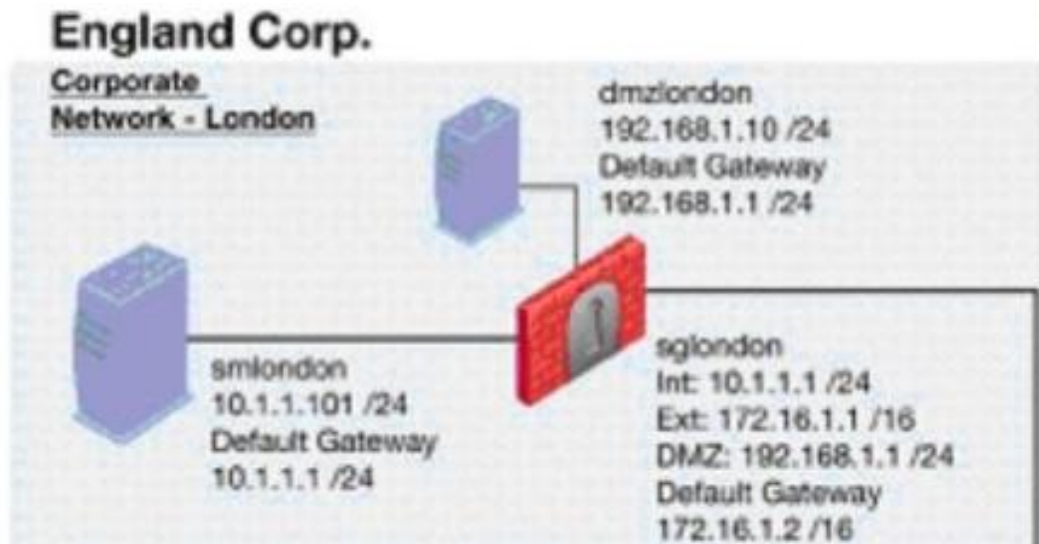 England Corp.
Corporate
Network - London
dmzlondon
192.168.1.10 /24
Default Gateway
192.168.1.1 /24
smlondon
10.1.1.101 /24
Default Gateway
10.1.1.1 /24
sglondon
Int: 10.1.1.1 /24
Ext: 172.16.1.1 /16
DMZ: 192.168.1.1 /24
Default Gateway
172.16.1.2 /16